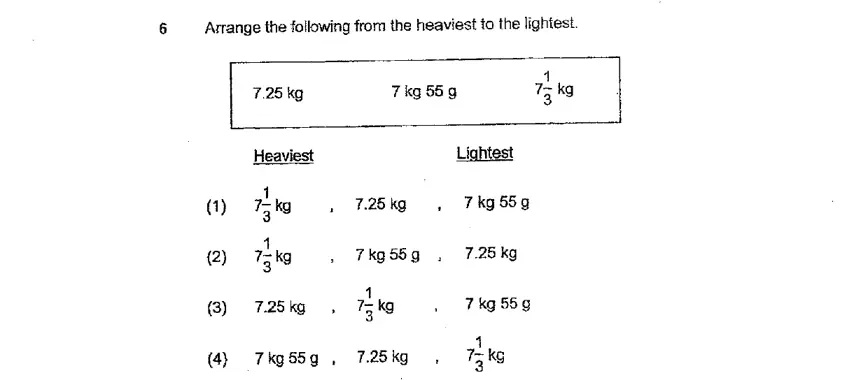 6 Arrange the following from the heaviest to the lightest.
7.25 kg 7 kg 55 g 7 1/3 kg
Heaviest Lightest
(1) 7 1/3 kg , 7.25 kg , 7 kg 55 g
(2) 7 1/3 kg , 7 kg 55 g , 7.25 kg
(3) 7.25 kg , 7 1/3 kg , 7 kg 55 g
(4) 7 kg 55 g , 7.25 kg , 7 1/3 kg